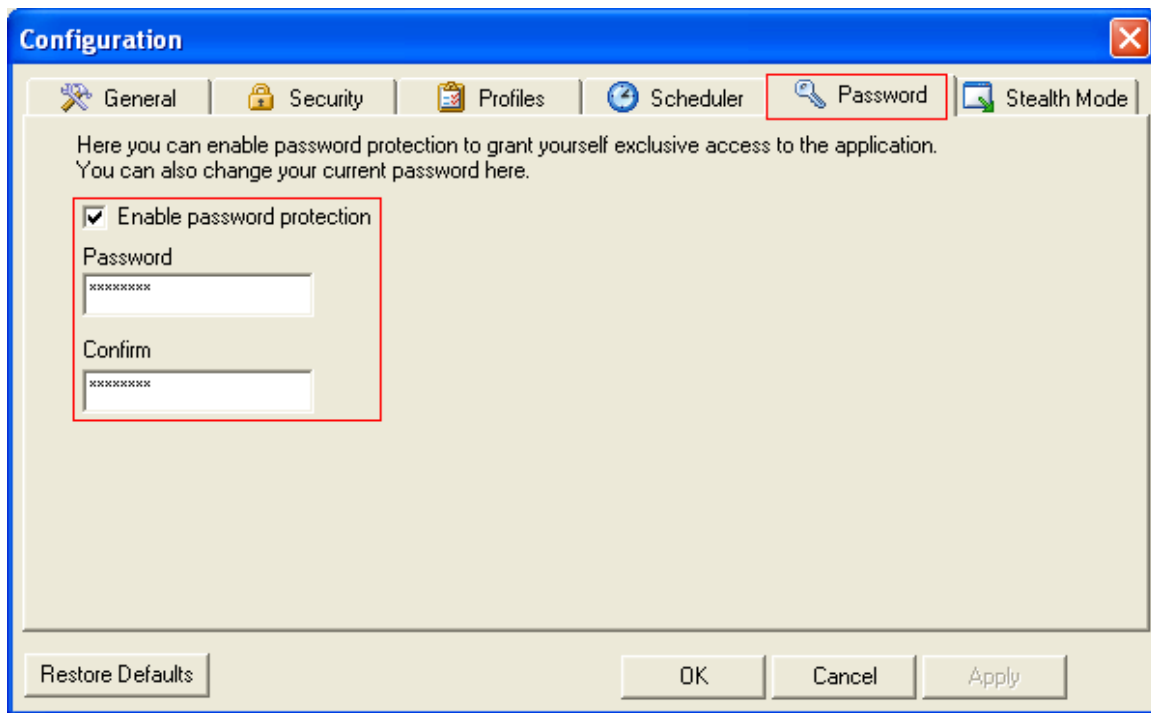 Configuration
General Security Profiles Scheduler Password Stealth Mode
Here you can enable password protection to grant yourself exclusive access to the application.
You can also change your current password here.
Enable password protection
Password
********
Confirm
********
Restore Defaults OK Cancel Apply